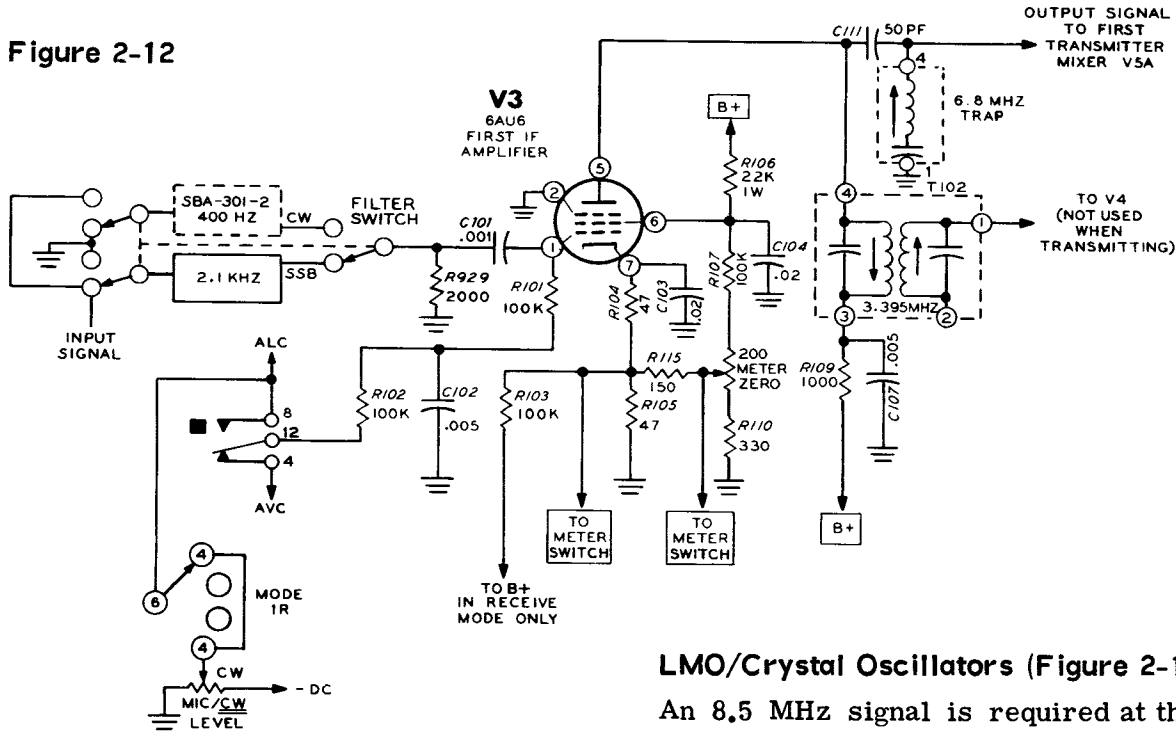 Figure 2-12
V3
6AU6
FIRST IF
AMPLIFIER
C111
50 PF
4
OUTPUT SIGNAL
TO FIRST
TRANSMITTER
MIXER V5A
6.8 MHZ
TRAP
1
B+
R106
22K
1W
2
5
6
1
7
SBA-301-2
400 HZ
CW
FILTER
SWITCH
2.1 KHZ
SSB
INPUT
SIGNAL
C101
.001
R929
2000
R101
100K
R104
47
C103
.02
R107
100K
C104
.02
T102
4
1
3
2
3.395MHZ
TO V4
(NOT USED
WHEN
TRANSMITTING)
ALC
8
12
4
AVC
R102
100K
C102
.005
R103
100K
R115
150
R105
47
200
METER
ZERO
R110
330
R109
1000
.005
C107
B+
TO
METER
SWITCH
TO
METER
SWITCH
TO B+
IN RECEIVE
MODE ONLY
4
6
MODE
1R
4
CW
MIC/CW
LEVEL
- DC
LMO/Crystal Oscillators (Figure 2-1
An 8.5 MHz signal is required at th